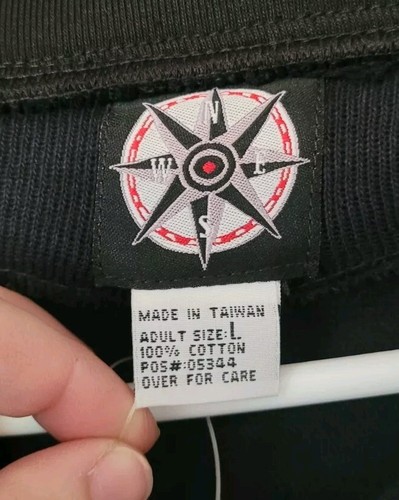 N
W E
S
MADE IN TAIWAN
ADULT SIZE: L
100% COTTON
POS#:05344
OVER FOR CARE